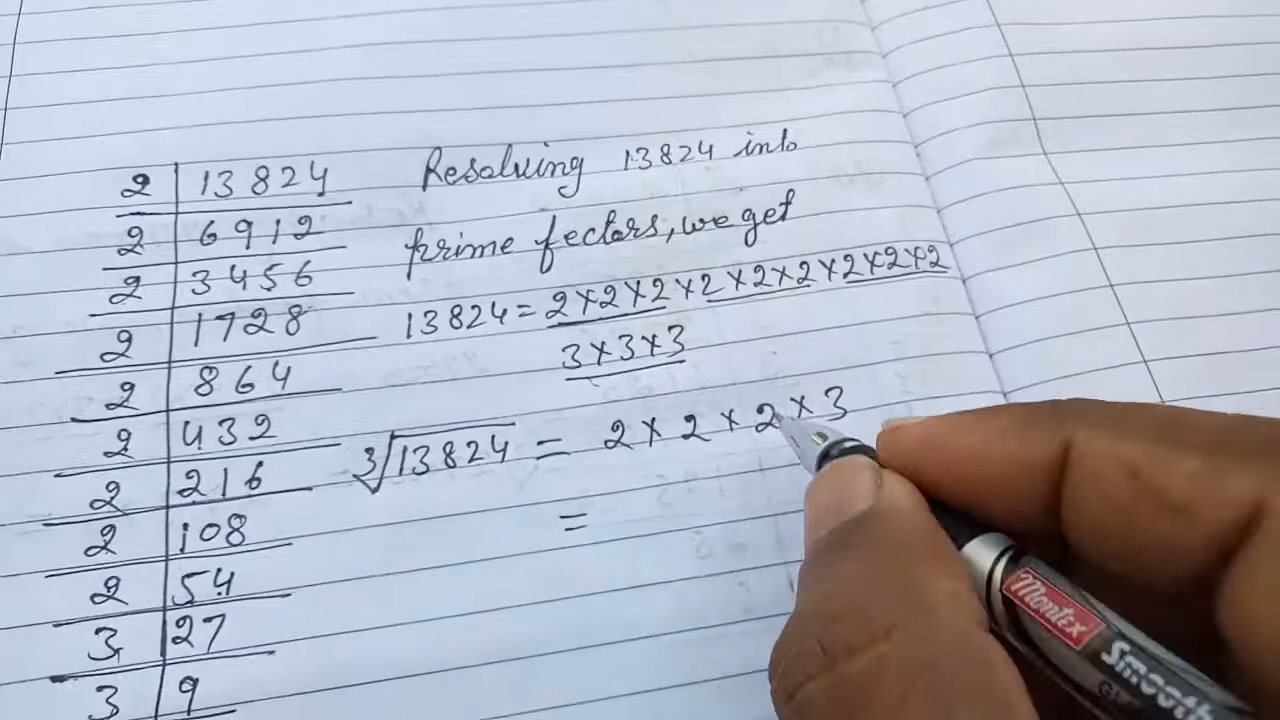 2 | 13824
2 | 6912
2 | 3456
2 | 1728
2 | 864
2 | 432
2 | 216
2 | 108
2 | 54
3 | 27
3 | 9
Resolving 13824 into
prime fectors, we get
13824 = 2×2×2×2×2×2×2×2×2
3×3×3
∛13824 = 2×2×2×3
=
Montex
Smooth